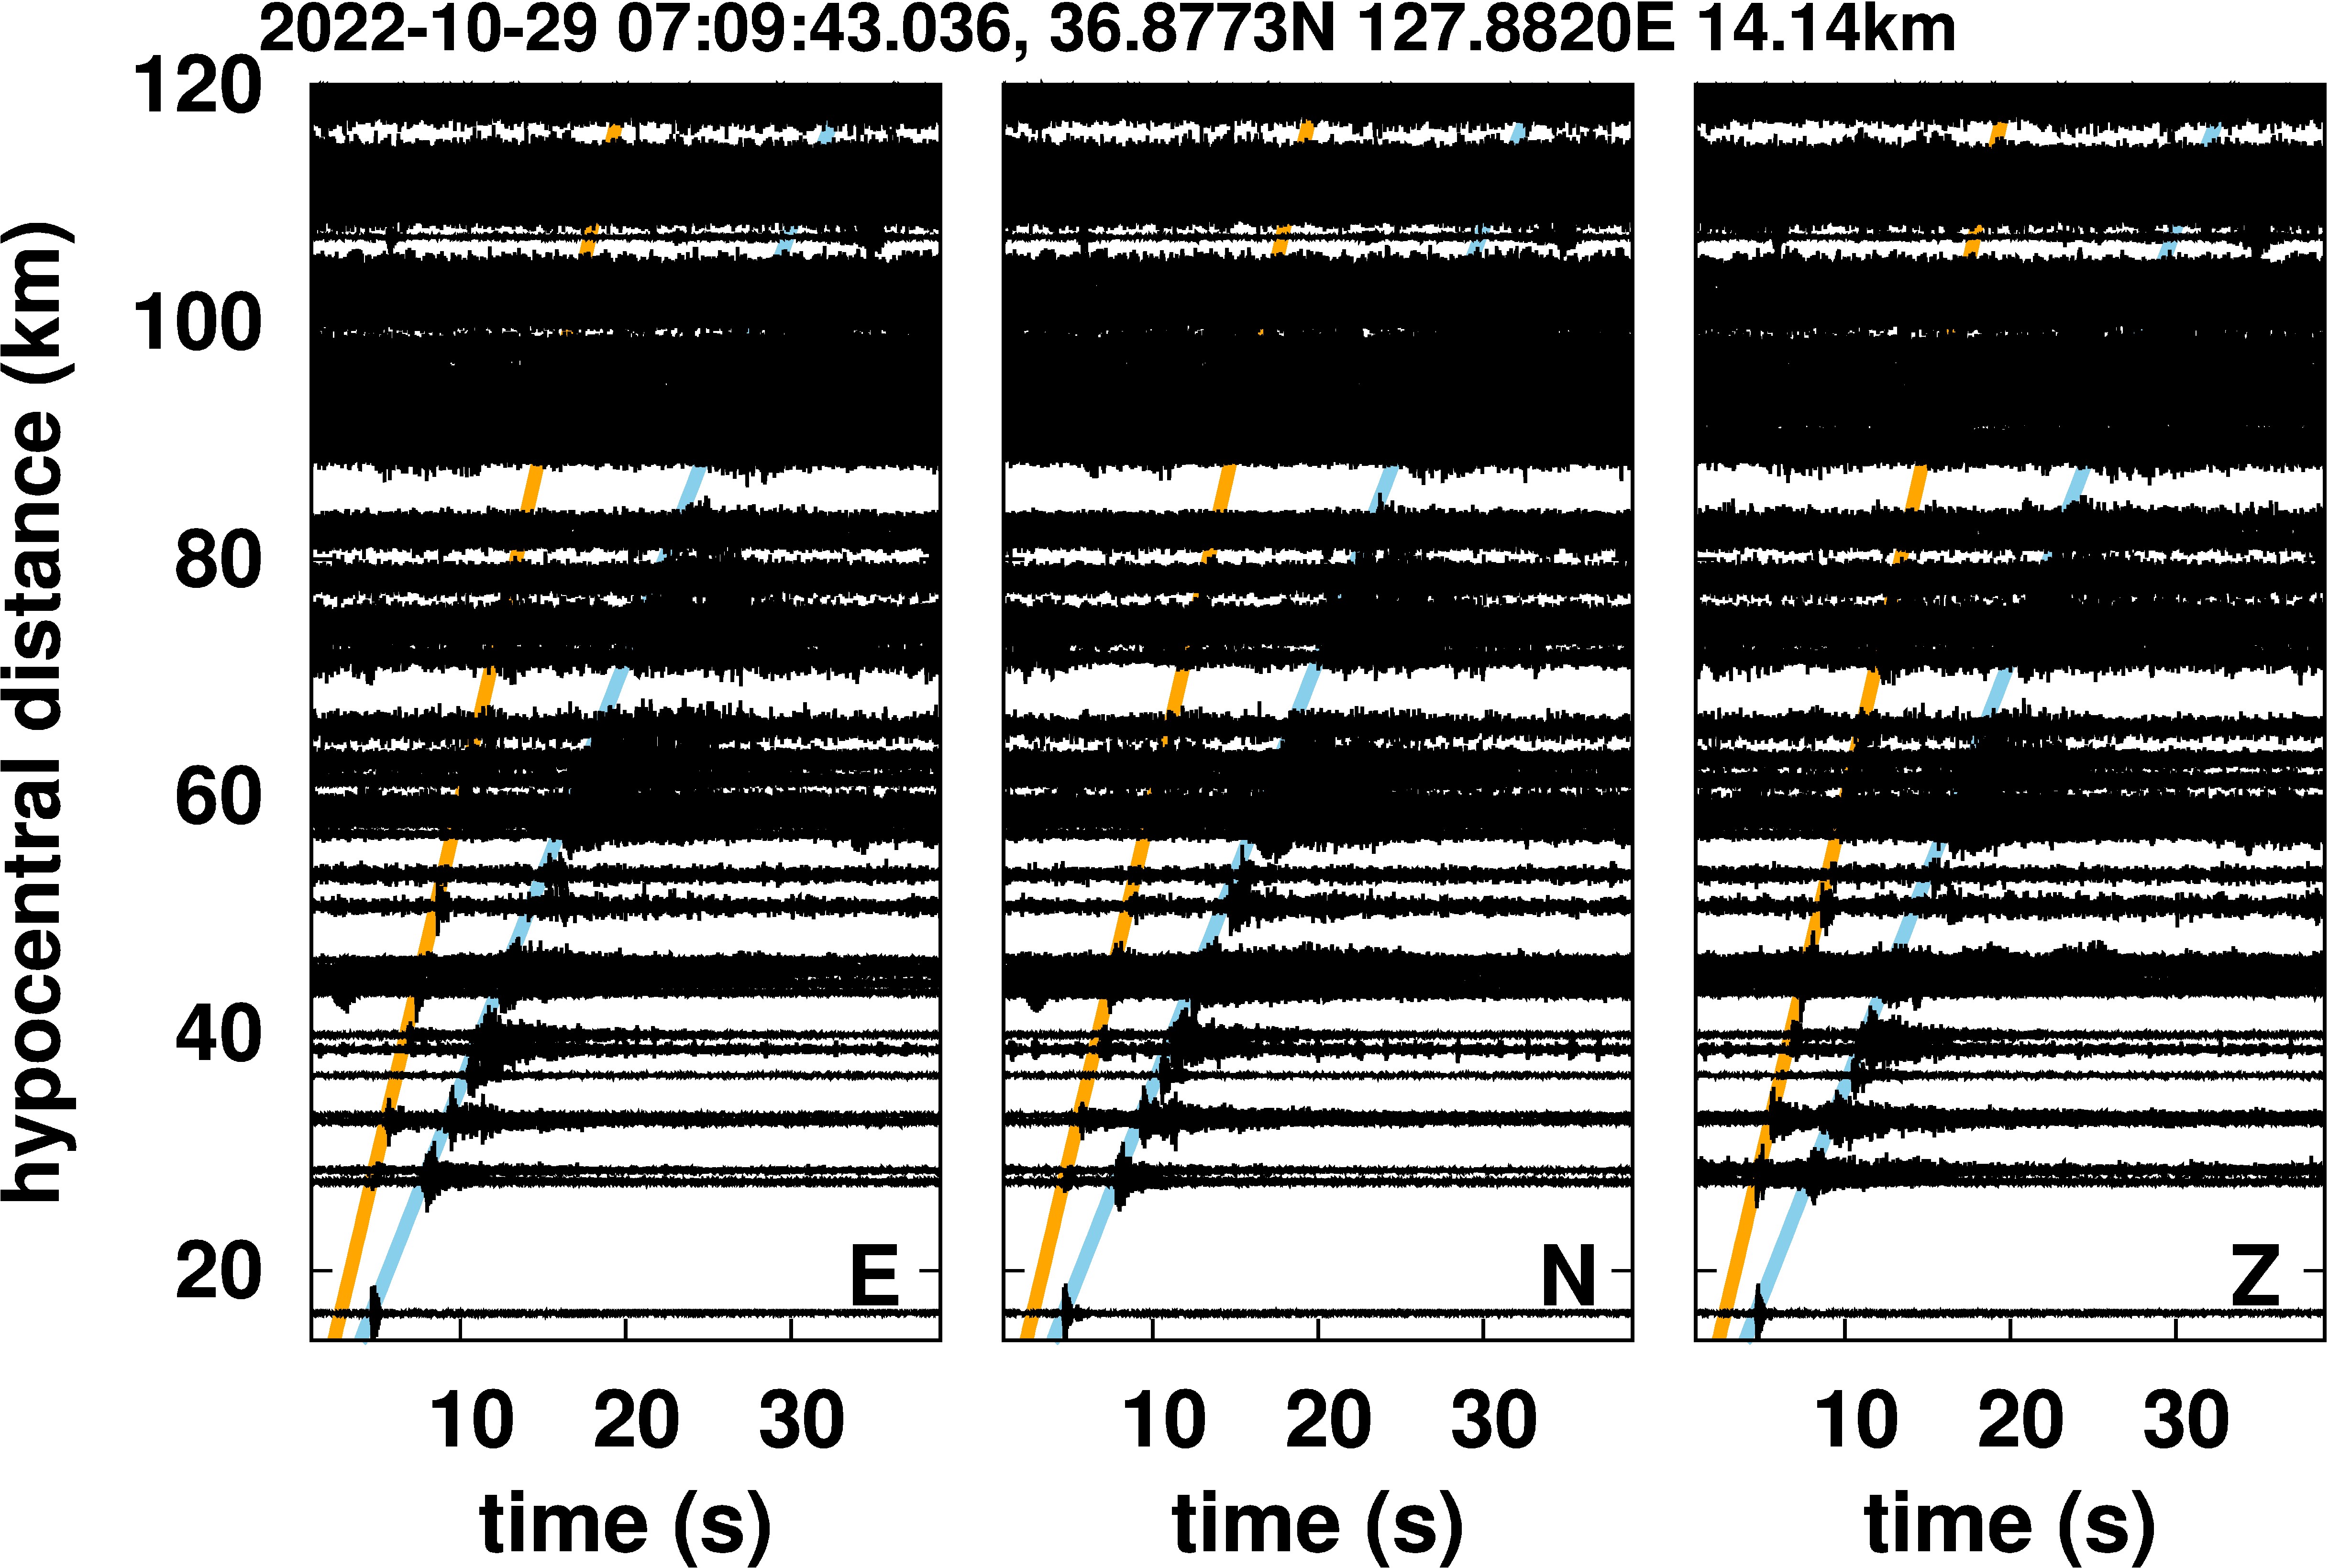 2022-10-29 07:09:43.036, 36.8773N 127.8820E 14.14km
hypocentral distance (km)
120
100
80
60
40
20
E
N
Z
10 20 30
10 20 30
10 20 30
time (s)
time (s)
time (s)